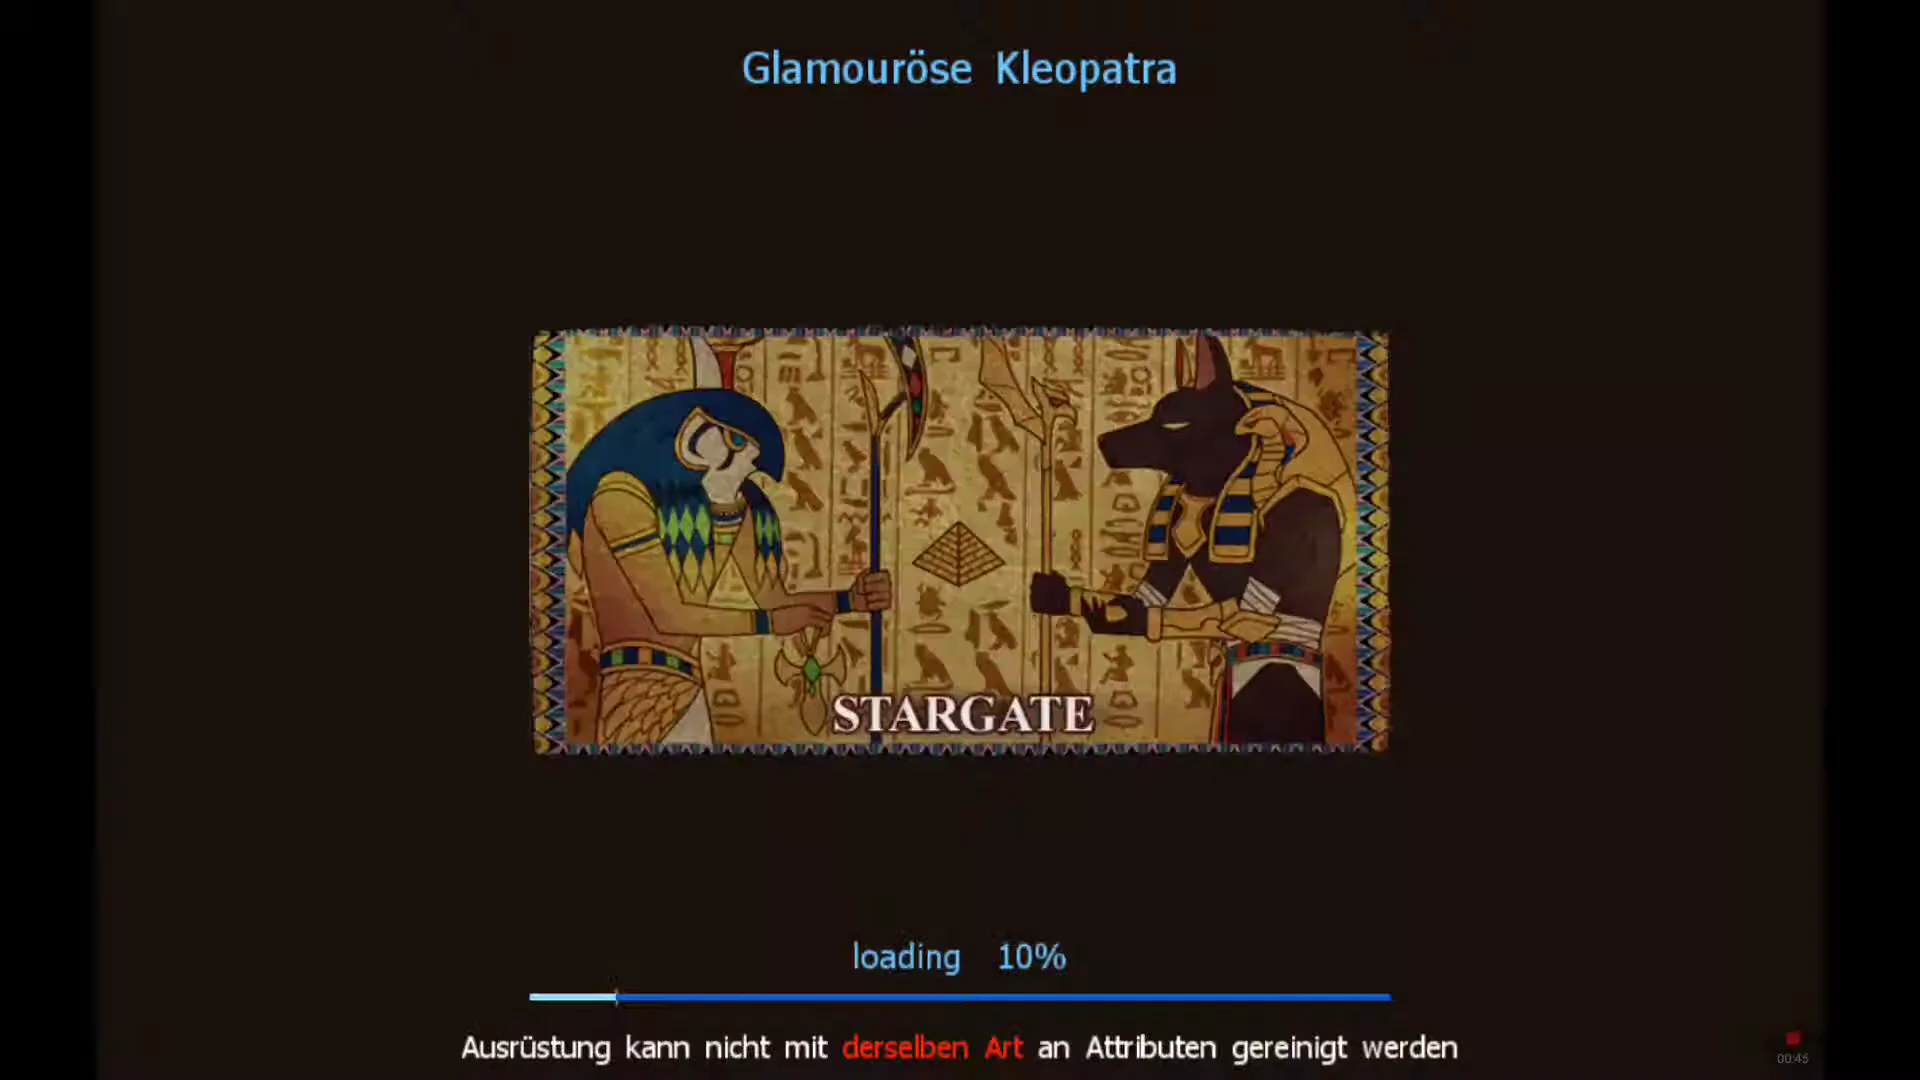 Glamouröse Kleopatra
STARGATE
loading 10%
Ausrüstung kann nicht mit derselben Art an Attributen gereinigt werden
00:45